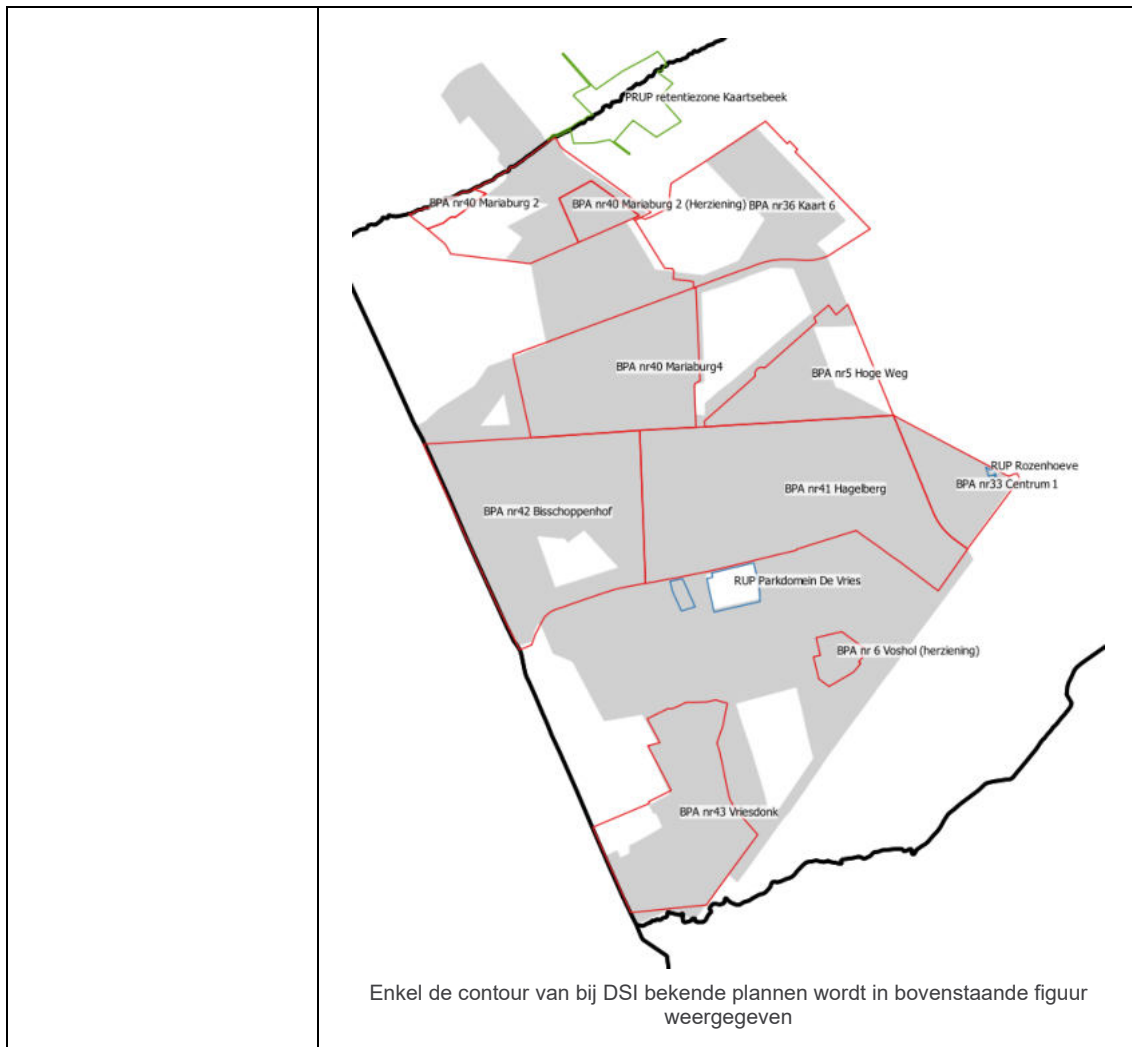 PRUP retentiezone Kaartsebeek
BPA nr40 Mariaburg 2
BPA nr40 Mariaburg 2 (Herziening)
BPA nr36 Kaart 6
BPA nr40 Mariaburg4
BPA nr5 Hoge Weg
RUP Rozenhoeve
BPA nr33 Centrum 1
BPA nr41 Hagelberg
BPA nr42 Bisschoppenhof
RUP Parkdomein De Vries
BPA nr 6 Voshol (herziening)
BPA nr43 Vriesdonk
Enkel de contour van bij DSI bekende plannen wordt in bovenstaande figuur
weergegeven